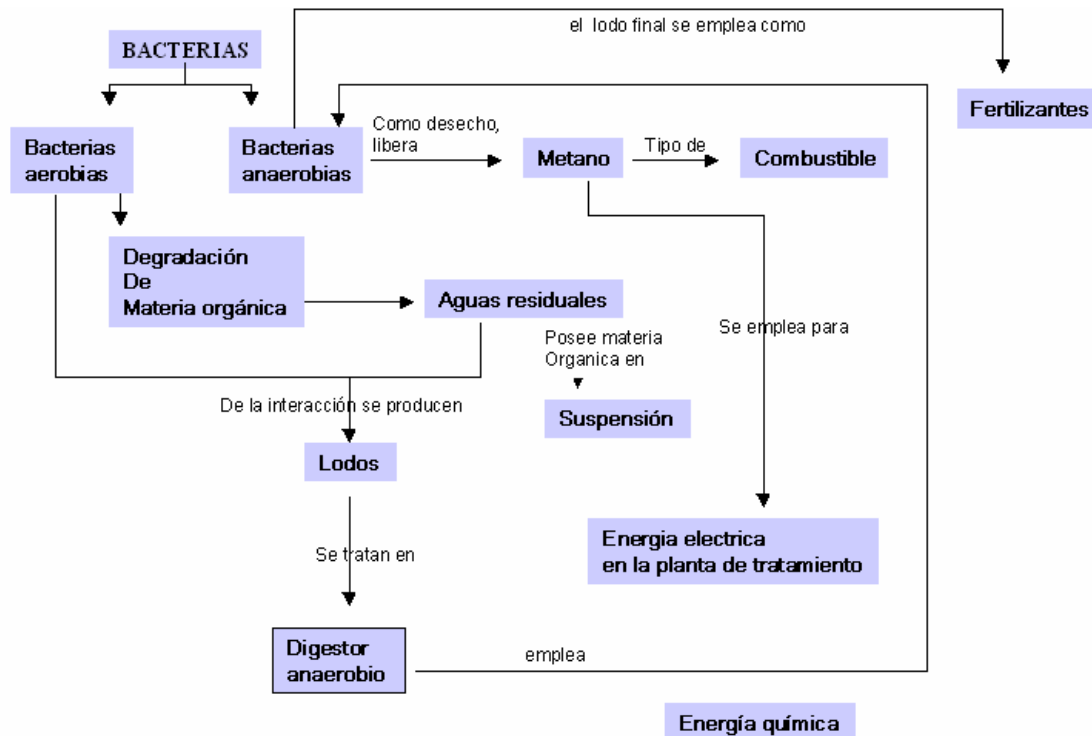 el lodo final se emplea como
BACTERIAS
Fertilizantes
Bacterias
aerobias
Bacterias
anaerobias
Como desecho,
libera
Metano
Tipo de
Combustible
Degradación
De
Materia orgánica
Aguas residuales
Se emplea para
Posee materia
Organica en
De la interacción se producen
Suspensión
Lodos
Energia electrica
en la planta de tratamiento
Se tratan en
Digestor
anaerobio
emplea
Energía química